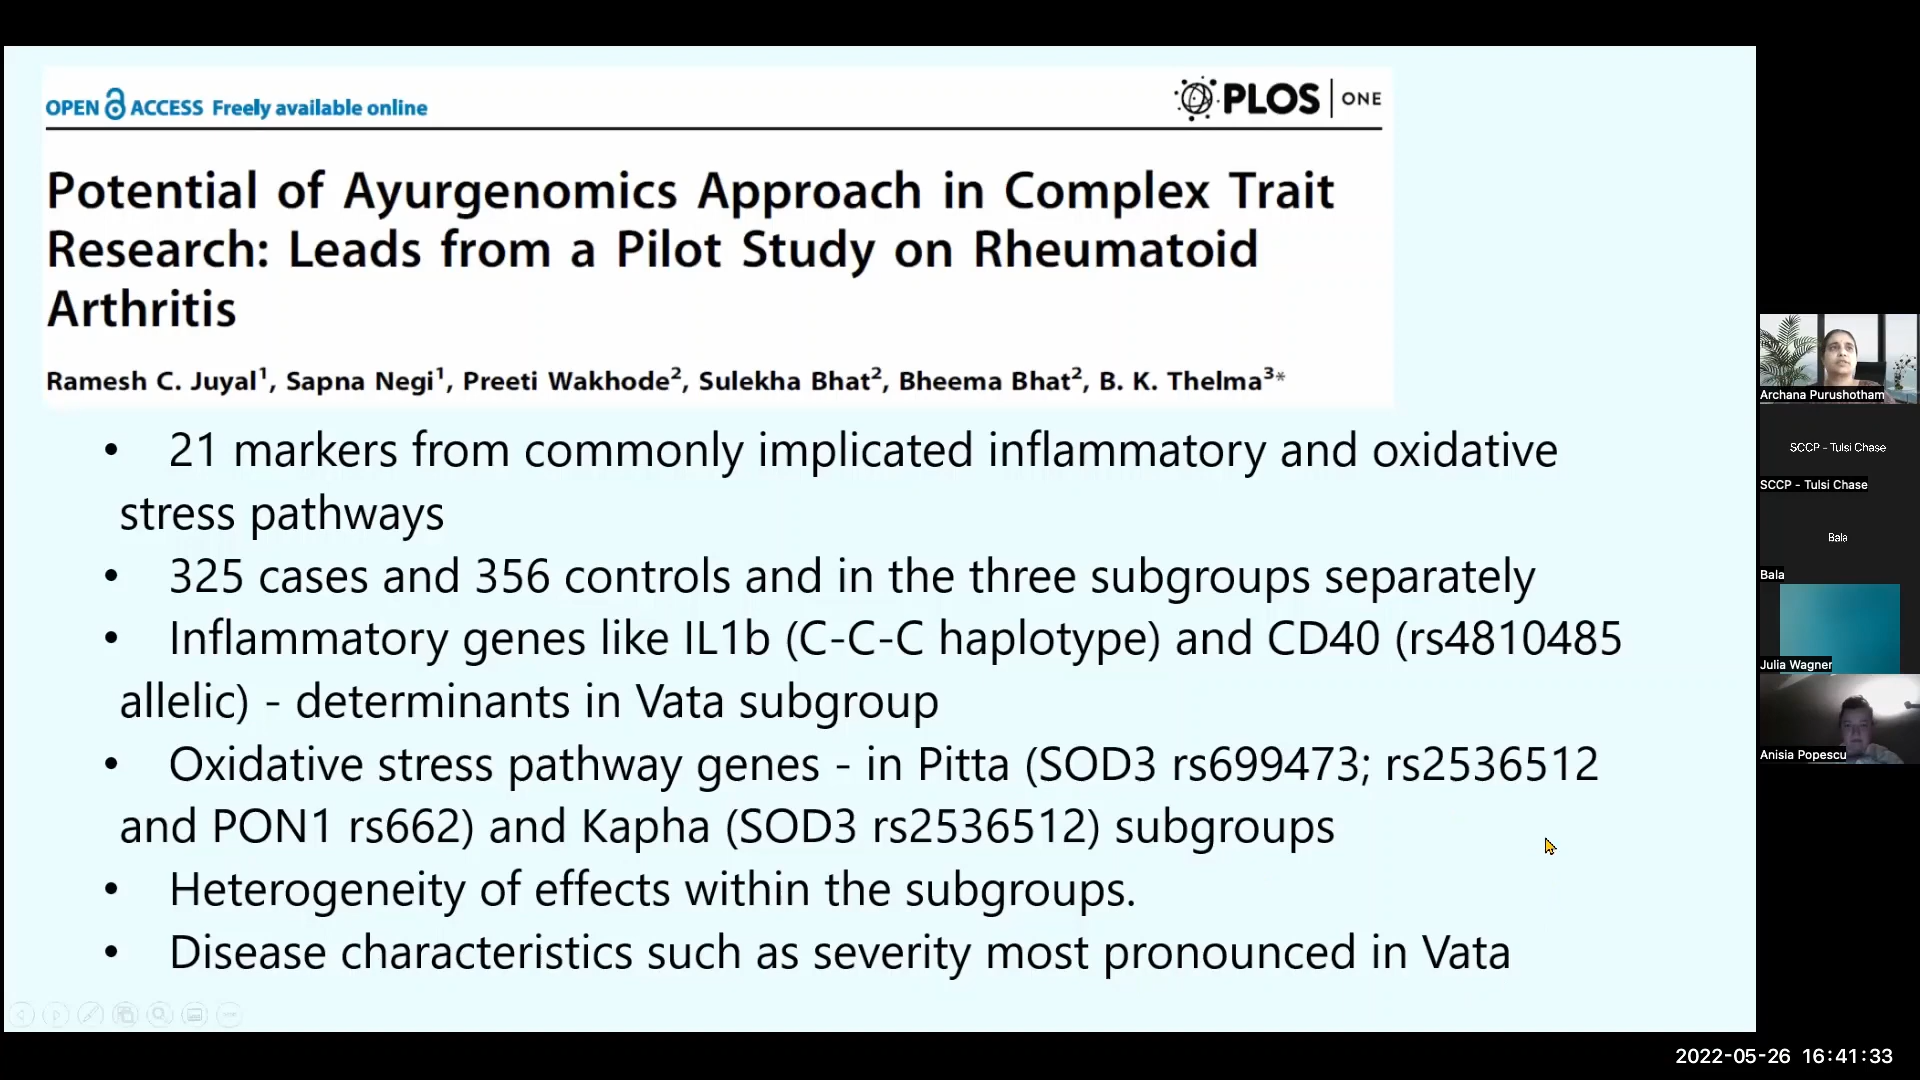 OPEN ACCESS Freely available online
PLOS | ONE
Potential of Ayurgenomics Approach in Complex Trait
Research: Leads from a Pilot Study on Rheumatoid
Arthritis
Ramesh C. Juyal1, Sapna Negi1, Preeti Wakhode2, Sulekha Bhat2, Bheema Bhat2, B. K. Thelma3*
• 21 markers from commonly implicated inflammatory and oxidative
stress pathways
• 325 cases and 356 controls and in the three subgroups separately
• Inflammatory genes like IL1b (C-C-C haplotype) and CD40 (rs4810485
allelic) - determinants in Vata subgroup
• Oxidative stress pathway genes - in Pitta (SOD3 rs699473; rs2536512
and PON1 rs662) and Kapha (SOD3 rs2536512) subgroups
• Heterogeneity of effects within the subgroups.
• Disease characteristics such as severity most pronounced in Vata
Archana Purushotham
SCCP - Tulsi Chase
SCCP - Tulsi Chase
Bala
Bala
Julia Wagner
Anisia Popescu
2022-05-26 16:41:33